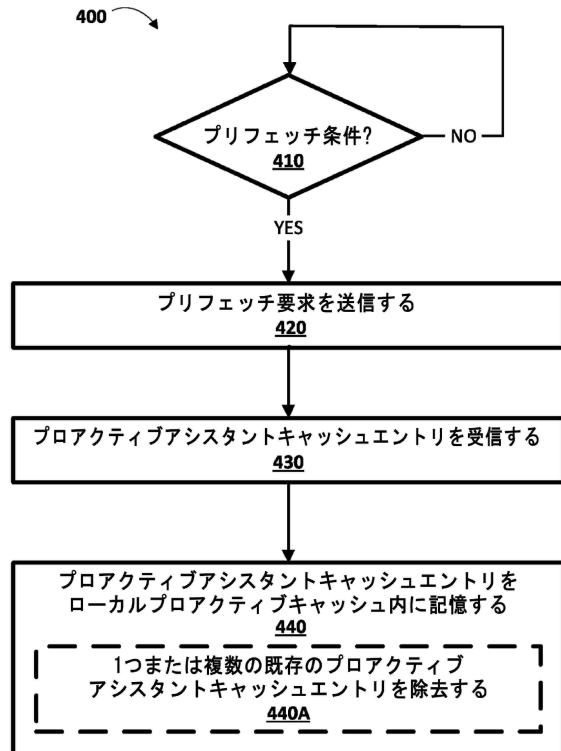 400
プリフェッチ条件?
410
NO
YES
プリフェッチ要求を送信する
420
プロアクティブアシスタントキャッシュエントリを受信する
430
プロアクティブアシスタントキャッシュエントリを
ローカルプロアクティブキャッシュ内に記憶する
440
1つまたは複数の既存のプロアクティブ
アシスタントキャッシュエントリを除去する
440A